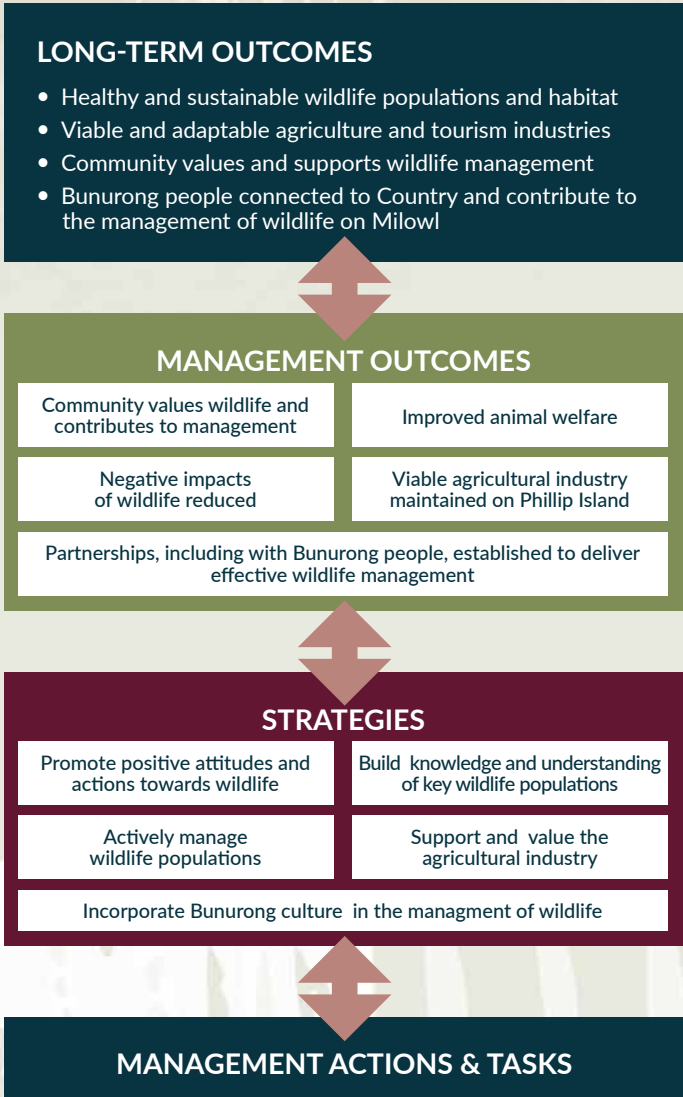 LONG-TERM OUTCOMES
• Healthy and sustainable wildlife populations and habitat
• Viable and adaptable agriculture and tourism industries
• Community values and supports wildlife management
• Bunurong people connected to Country and contribute to
the management of wildlife on Milowl
MANAGEMENT OUTCOMES
Community values wildlife and
contributes to management
Improved animal welfare
Negative impacts
of wildlife reduced
Viable agricultural industry
maintained on Phillip Island
Partnerships, including with Bunurong people, established to deliver
effective wildlife management
STRATEGIES
Promote positive attitudes and
actions towards wildlife
Build knowledge and understanding
of key wildlife populations
Actively manage
wildlife populations
Support and value the
agricultural industry
Incorporate Bunurong culture in the managment of wildlife
MANAGEMENT ACTIONS & TASKS